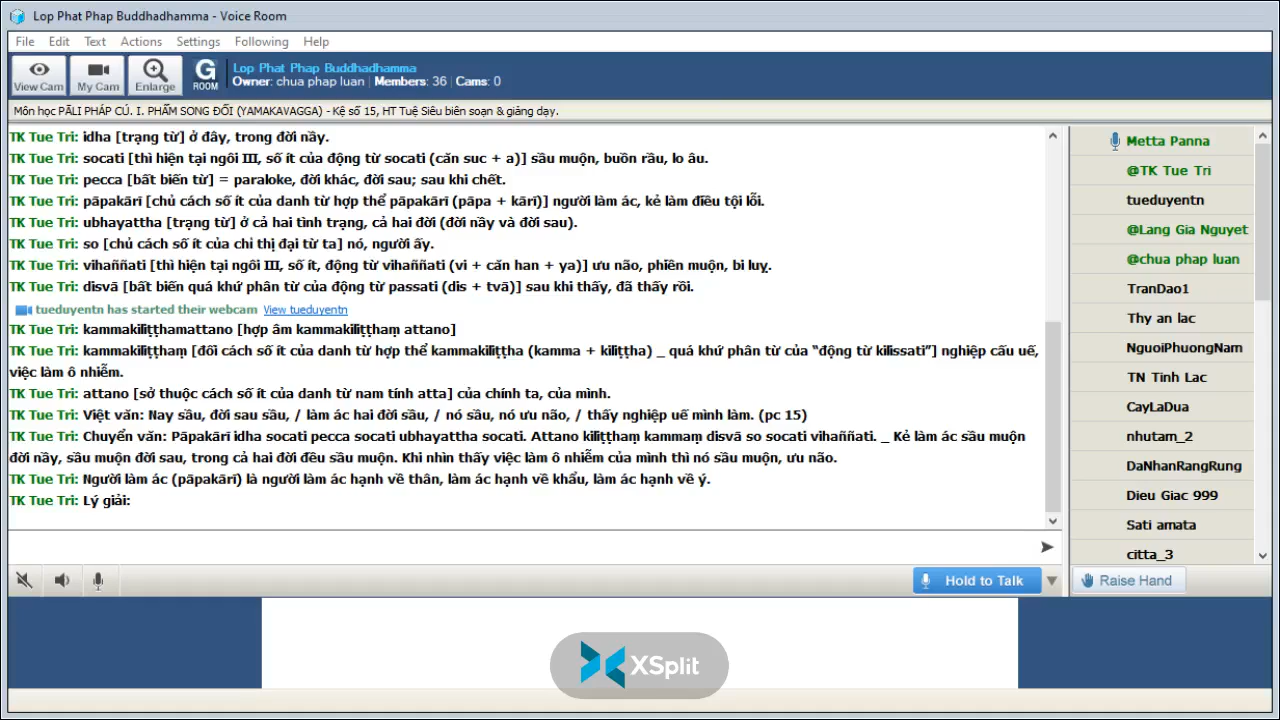 Lop Phat Phap Buddhadhamma - Voice Room
File Edit Text Actions Settings Following Help
View Cam My Cam Enlarge G ROOM
Lop Phat Phap Buddhadhamma
Owner: chua phap luan | Members: 36 | Cams: 0
Môn học PĀLI PHÁP CÚ. I. PHẨM SONG ĐỐI (YAMAKAVAGGA) - Kệ số 15, HT Tuệ Siêu biên soạn & giảng dạy.
TK Tue Tri: idha [trạng từ] ở đây, trong đời nầy.
TK Tue Tri: socati [thì hiện tại ngôi III, số ít của động từ socati (căn suc + a)] sầu muộn, buồn rầu, lo âu.
TK Tue Tri: pecca [bất biến từ] = paraloke, đời khác, đời sau; sau khi chết.
TK Tue Tri: pāpakārī [chủ cách số ít của danh từ hợp thể pāpakārī (pāpa + kārī)] người làm ác, kẻ làm điều tội lỗi.
TK Tue Tri: ubhayattha [trạng từ] ở cả hai tình trạng, cả hai đời (đời nầy và đời sau).
TK Tue Tri: so [chủ cách số ít của chỉ thị đại từ ta] nó, người ấy.
TK Tue Tri: vihaññati [thì hiện tại ngôi III, số ít, động từ vihaññati (vi + căn han + ya)] ưu não, phiền muộn, bi luỵ.
TK Tue Tri: disvā [bất biến quá khứ phân từ của động từ passati (dis + tvā)] sau khi thấy, đã thấy rồi.
tueduyentn has started their webcam View tueduyentn
TK Tue Tri: kammakiliṭṭhamattano [hợp âm kammakiliṭṭhaṃ attano]
TK Tue Tri: kammakiliṭṭhaṃ [đối cách số ít của danh từ hợp thể kammakiliṭṭha (kamma + kiliṭṭha) _ quá khứ phân từ của “động từ kilissati”] nghiệp cấu uế,
việc làm ô nhiễm.
TK Tue Tri: attano [sở thuộc cách số ít của danh từ nam tính atta] của chính ta, của mình.
TK Tue Tri: Việt văn: Nay sầu, đời sau sầu, / làm ác hai đời sầu, / nó sầu, nó ưu não, / thấy nghiệp uế mình làm. (pc 15)
TK Tue Tri: Chuyển văn: Pāpakārī idha socati pecca socati ubhayattha socati. Attano kiliṭṭhaṃ kammaṃ disvā so socati vihaññati. _ Kẻ làm ác sầu muộn
đời nầy, sầu muộn đời sau, trong cả hai đời đều sầu muộn. Khi nhìn thấy việc làm ô nhiễm của mình thì nó sầu muộn, ưu não.
TK Tue Tri: Người làm ác (pāpakārī) là người làm ác hạnh về thân, làm ác hạnh về khẩu, làm ác hạnh về ý.
TK Tue Tri: Lý giải:
Metta Panna
@TK Tue Tri
tueduyentn
@Lang Gia Nguyet
@chua phap luan
TranDao1
Thy an lac
NguoiPhuongNam
TN Tinh Lac
CayLaDua
nhutam_2
DaNhanRangRung
Dieu Giac 999
Sati amata
citta_3
Hold to Talk
Raise Hand
XSplit